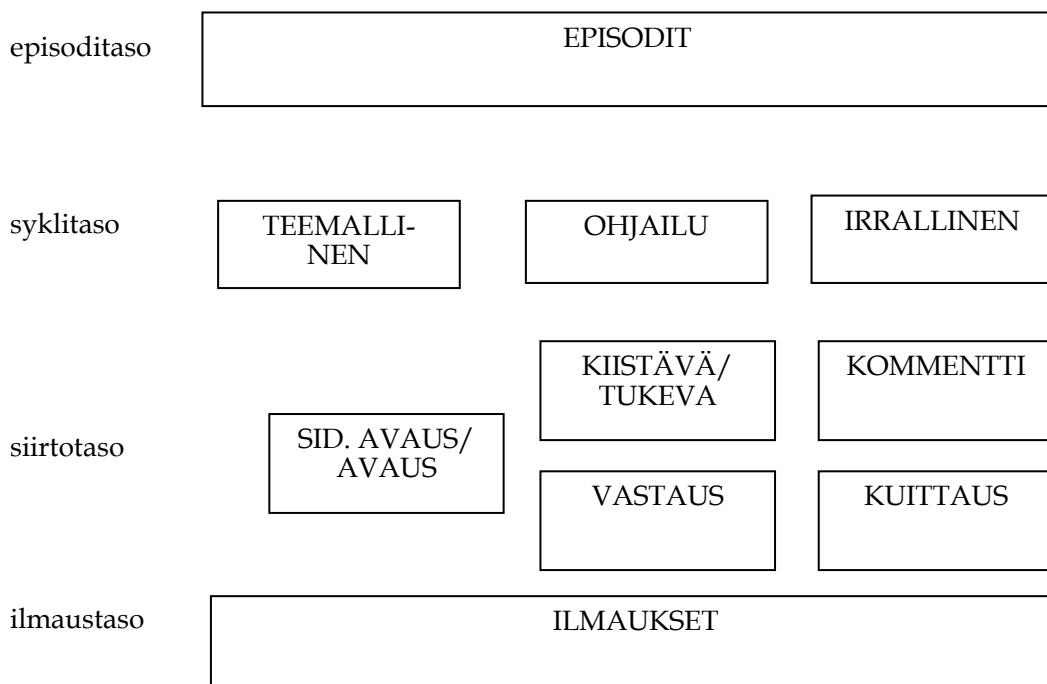 episoditaso
EPISODIT
syklitaso
TEEMALLI-
NEN
OHJAILU
IRRALLINEN
siirtotaso
SID. AVAUS/
AVAUS
KIISTÄVÄ/
TUKEVA
KOMMENTTI
VASTAUS
KUITTAUS
ilmaustaso
ILMAUKSET